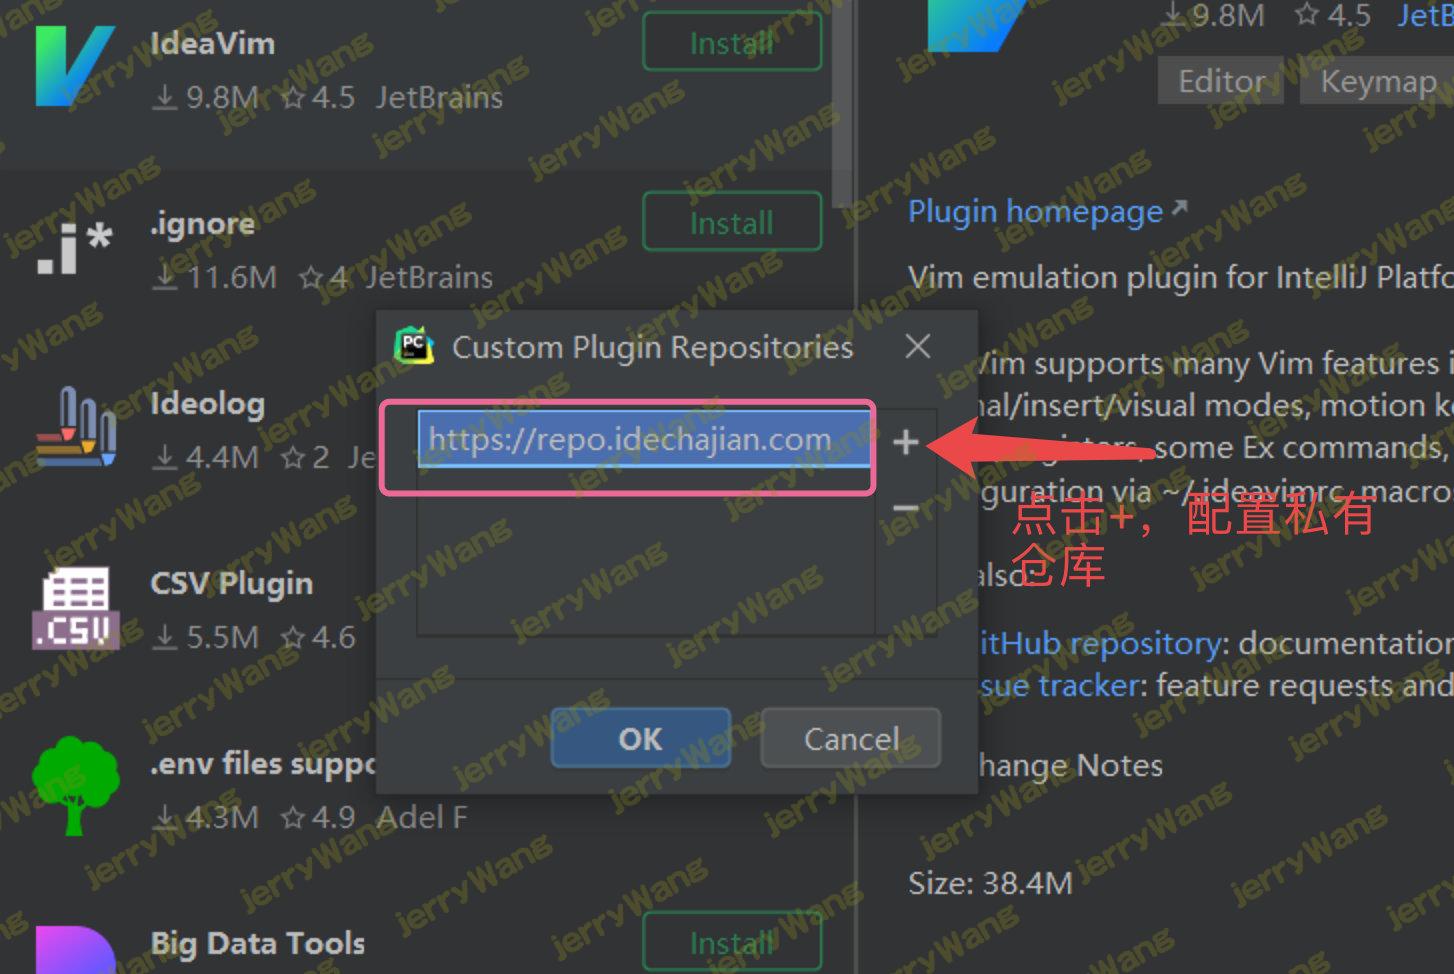 IdeaVim
Install
9.8M 4.5 JetBrains
.i*
.ignore
Install
11.6M 4 JetBrains
Ideolog
4.4M 2 Je
.CSV
CSV Plugin
5.5M 4.6
.env files suppo
4.3M 4.9 Adel F
Big Data Tools
Install
PC
Custom Plugin Repositories
https://repo.idechajian.com
OK
Cancel
9.8M 4.5 JetB
Editor Keymap
Plugin homepage
Vim emulation plugin for IntelliJ Platfo
Vim supports many Vim features i
nal/insert/visual modes, motion ke
some Ex commands,
guration via ~/.ideavimrc, macro
点击+，配置私有
仓库
also:
itHub repository: documentation
sue tracker: feature requests and
hange Notes
Size: 38.4M
jerryWang